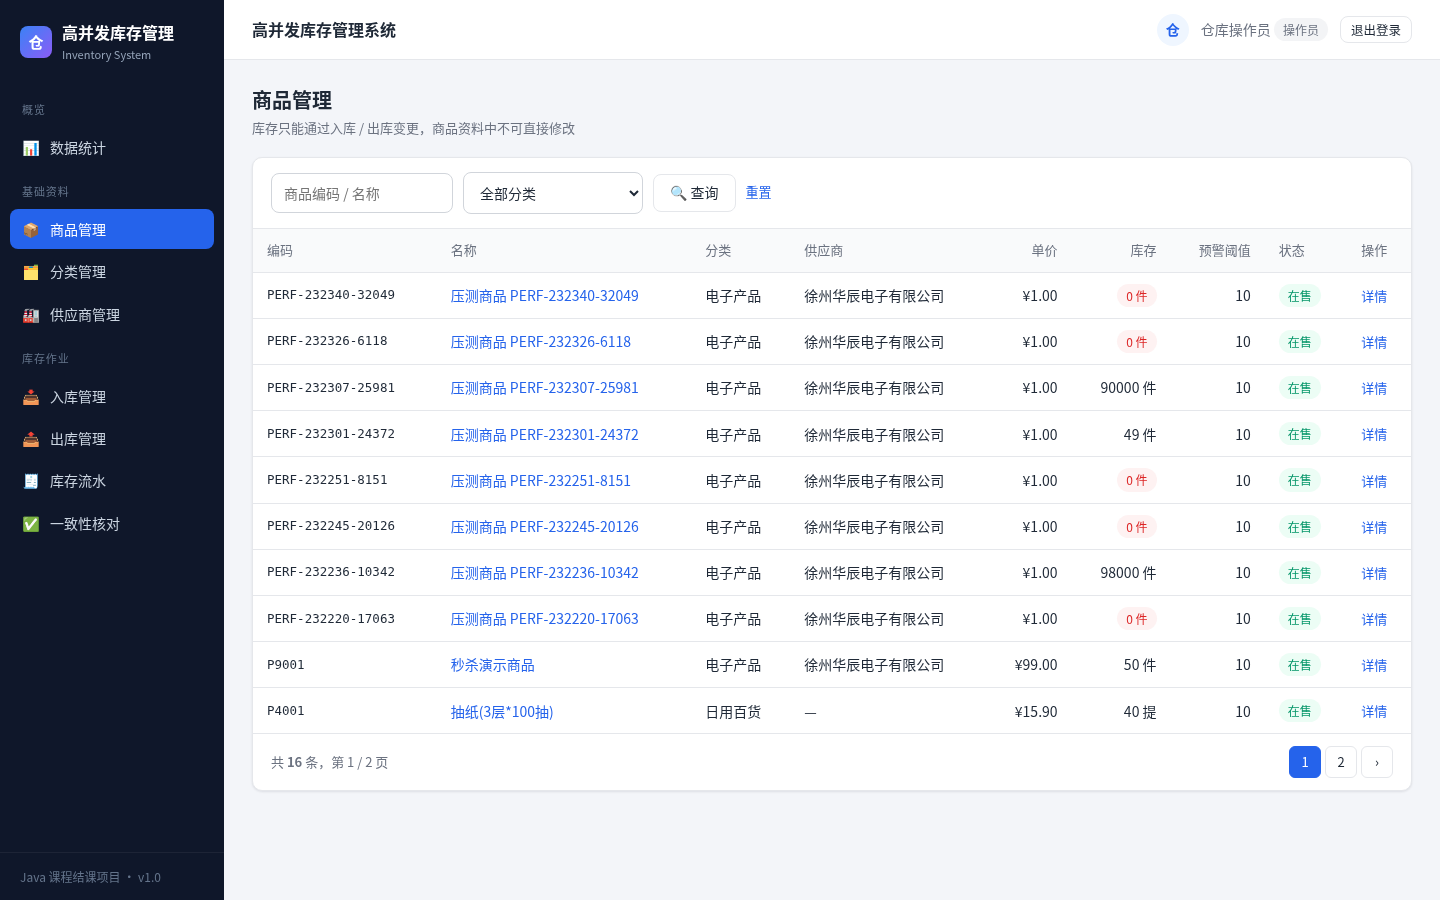 仓
高并发库存管理
Inventory System
概览
数据统计
基础资料
商品管理
分类管理
供应商管理
库存作业
入库管理
出库管理
库存流水
一致性核对
Java 课程结课项目 · v1.0
高并发库存管理系统
仓 仓库操作员 操作员 退出登录
商品管理
库存只能通过入库 / 出库变更，商品资料中不可直接修改
商品编码 / 名称 全部分类 查询 重置
编码 名称 分类 供应商 单价 库存 预警阈值 状态 操作
PERF-232340-32049 压测商品 PERF-232340-32049 电子产品 徐州华辰电子有限公司 ¥1.00 0 件 10 在售 详情
PERF-232326-6118 压测商品 PERF-232326-6118 电子产品 徐州华辰电子有限公司 ¥1.00 0 件 10 在售 详情
PERF-232307-25981 压测商品 PERF-232307-25981 电子产品 徐州华辰电子有限公司 ¥1.00 90000 件 10 在售 详情
PERF-232301-24372 压测商品 PERF-232301-24372 电子产品 徐州华辰电子有限公司 ¥1.00 49 件 10 在售 详情
PERF-232251-8151 压测商品 PERF-232251-8151 电子产品 徐州华辰电子有限公司 ¥1.00 0 件 10 在售 详情
PERF-232245-20126 压测商品 PERF-232245-20126 电子产品 徐州华辰电子有限公司 ¥1.00 0 件 10 在售 详情
PERF-232236-10342 压测商品 PERF-232236-10342 电子产品 徐州华辰电子有限公司 ¥1.00 98000 件 10 在售 详情
PERF-232220-17063 压测商品 PERF-232220-17063 电子产品 徐州华辰电子有限公司 ¥1.00 0 件 10 在售 详情
P9001 秒杀演示商品 电子产品 徐州华辰电子有限公司 ¥99.00 50 件 10 在售 详情
P4001 抽纸(3层*100抽) 日用百货 — ¥15.90 40 提 10 在售 详情
共 16 条，第 1 / 2 页 1 2 ›